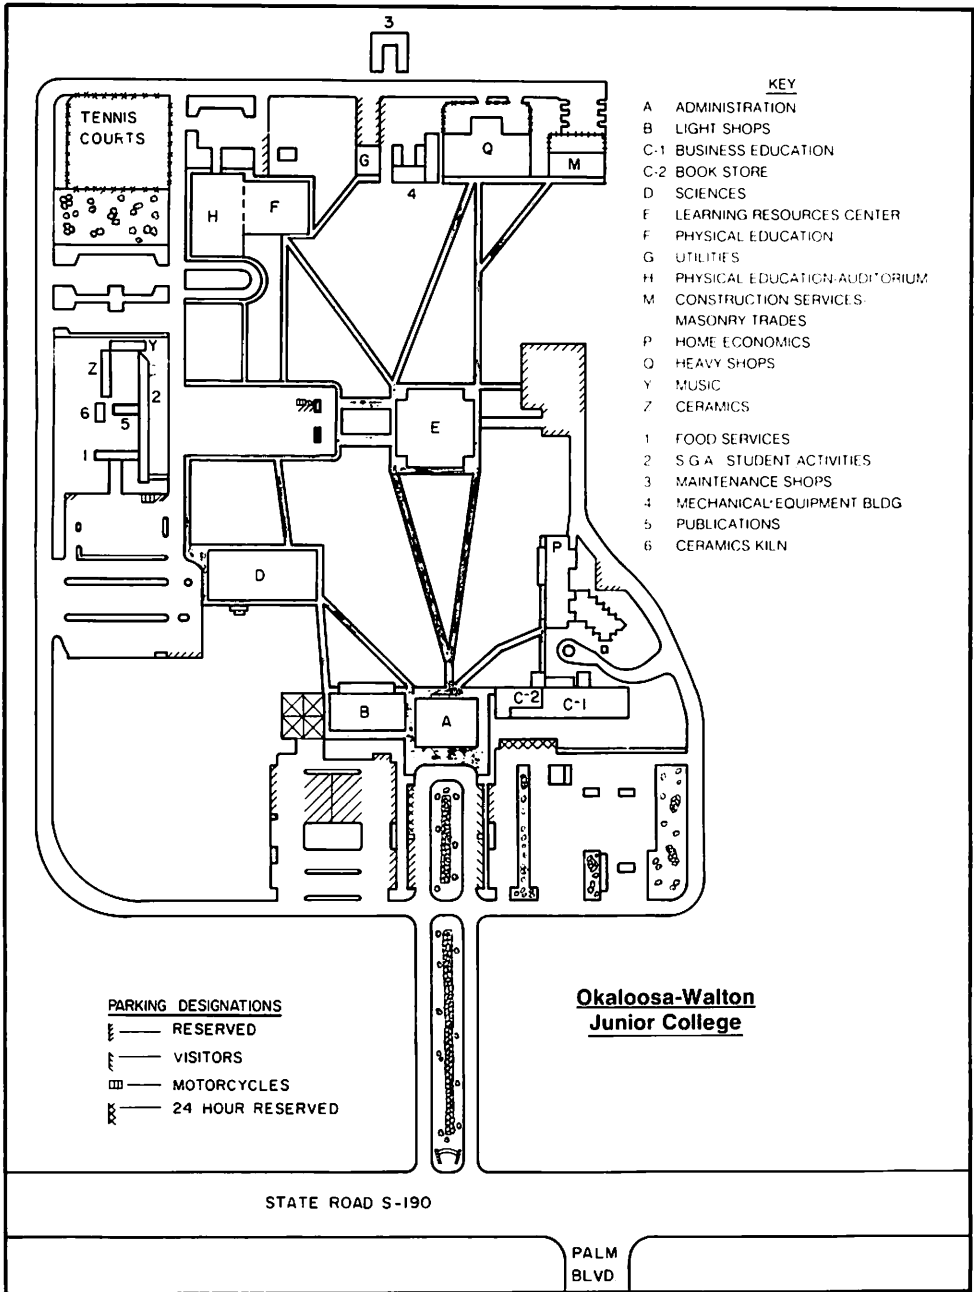 3
TENNIS
COURTS
G
4
Q
M
H
F
Y
Z
2
6
5
1
E
D
P
B
A
C-2
C-1
KEY
A ADMINISTRATION
B LIGHT SHOPS
C-1 BUSINESS EDUCATION
C-2 BOOK STORE
D SCIENCES
E LEARNING RESOURCES CENTER
F PHYSICAL EDUCATION
G UTILITIES
H PHYSICAL EDUCATION-AUDITORIUM
M CONSTRUCTION SERVICES-
MASONRY TRADES
P HOME ECONOMICS
Q HEAVY SHOPS
Y MUSIC
Z CERAMICS
1 FOOD SERVICES
2 S.G.A. STUDENT ACTIVITIES
3 MAINTENANCE SHOPS
4 MECHANICAL-EQUIPMENT BLDG
5 PUBLICATIONS
6 CERAMICS KILN
PARKING DESIGNATIONS
RESERVED
VISITORS
MOTORCYCLES
24 HOUR RESERVED
Okaloosa-Walton
Junior College
STATE ROAD S-190
PALM
BLVD